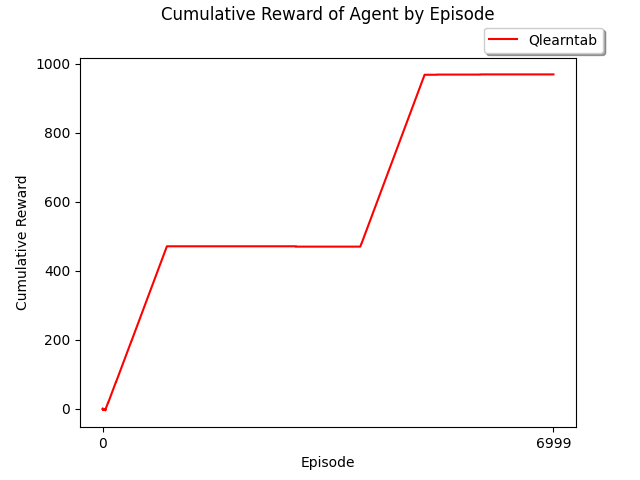 Cumulative Reward of Agent by Episode
Qlearntab
1000
800
600
400
200
0
Cumulative Reward
0
6999
Episode